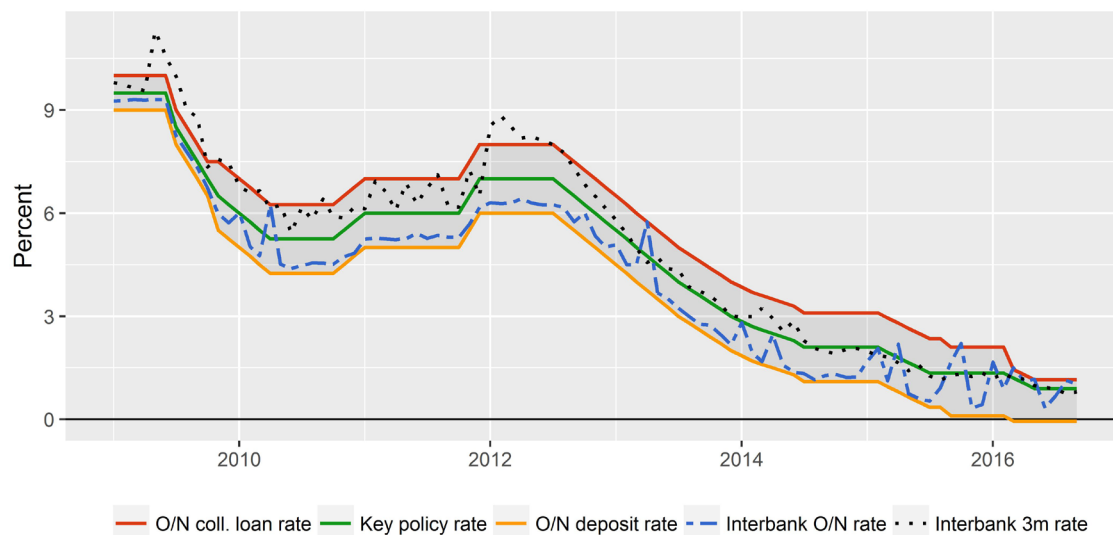 Percent
9
6
3
0
2010 2012 2014 2016
O/N coll. loan rate Key policy rate O/N deposit rate Interbank O/N rate Interbank 3m rate